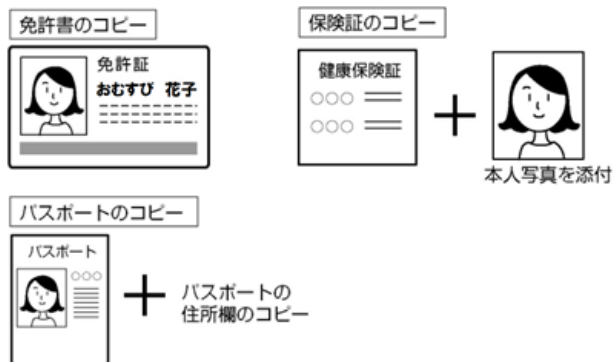 免許書のコピー
免許証
おむすび 花子
保険証のコピー
健康保険証
○○○
○○○
本人写真を添付
パスポートのコピー
パスポート
○○○
パスポートの
住所欄のコピー